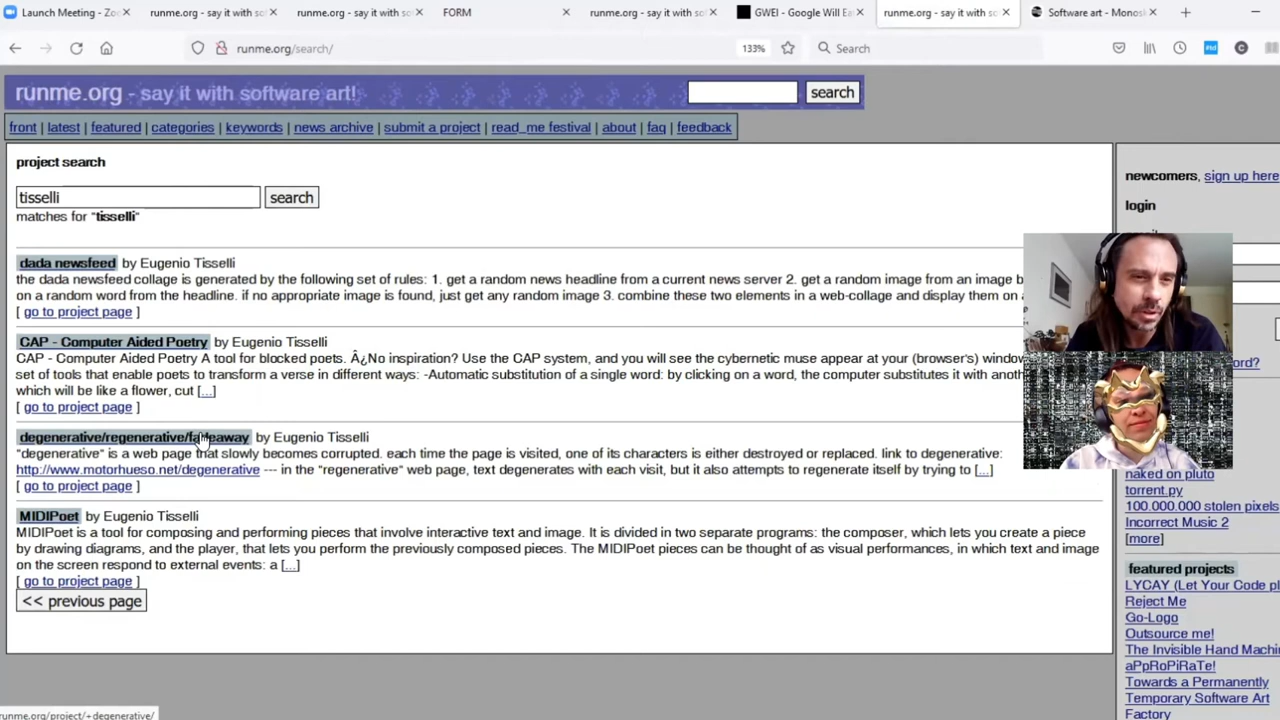 Launch Meeting - Zo
runme.org - say it with so
runme.org - say it with so
FORM
runme.org - say it with so
GWEI - Google Will Ea
runme.org - say it with so
Software art - Monosk
runme.org/search/
133%
Search
runme.org - say it with software art!
search
front | latest | featured | categories | keywords | news archive | submit a project | read_me festival | about | faq | feedback
project search
tisselli
search
matches for "tisselli"
dada newsfeed by Eugenio Tisselli
the dada newsfeed collage is generated by the following set of rules: 1. get a random news headline from a current news server 2. get a random image from an image b
on a random word from the headline. if no appropriate image is found, just get any random image 3. combine these two elements in a web-collage and display them on
[ go to project page ]
CAP - Computer Aided Poetry by Eugenio Tisselli
CAP - Computer Aided Poetry A tool for blocked poets. Â¿No inspiration? Use the CAP system, and you will see the cybernetic muse appear at your (browser's) window
set of tools that enable poets to transform a verse in different ways: -Automatic substitution of a single word: by clicking on a word, the computer substitutes it with anoth
which will be like a flower, cut [...]
[ go to project page ]
degenerative/regenerative/fadeaway by Eugenio Tisselli
"degenerative" is a web page that slowly becomes corrupted. each time the page is visited, one of its characters is either destroyed or replaced. link to degenerative:
http://www.motorhueso.net/degenerative --- in the "regenerative" web page, text degenerates with each visit, but it also attempts to regenerate itself by trying to [...]
[ go to project page ]
MIDIPoet by Eugenio Tisselli
MIDIPoet is a tool for composing and performing pieces that involve interactive text and image. It is divided in two separate programs: the composer, which lets you create a piece
by drawing diagrams, and the player, that lets you perform the previously composed pieces. The MIDIPoet pieces can be thought of as visual performances, in which text and image
on the screen respond to external events: a [...]
[ go to project page ]
<< previous page
newcomers, sign up here
login
ord?
naked on pluto
torrent.py
100.000.000 stolen pixels
Incorrect Music 2
[more]
featured projects
LYCAY (Let Your Code pl
Reject Me
Go-Logo
Outsource me!
The Invisible Hand Machin
aPpRoPiRaTe!
Towards a Permanently
Temporary Software Art
Factory
runme.org/project/+degenerative/